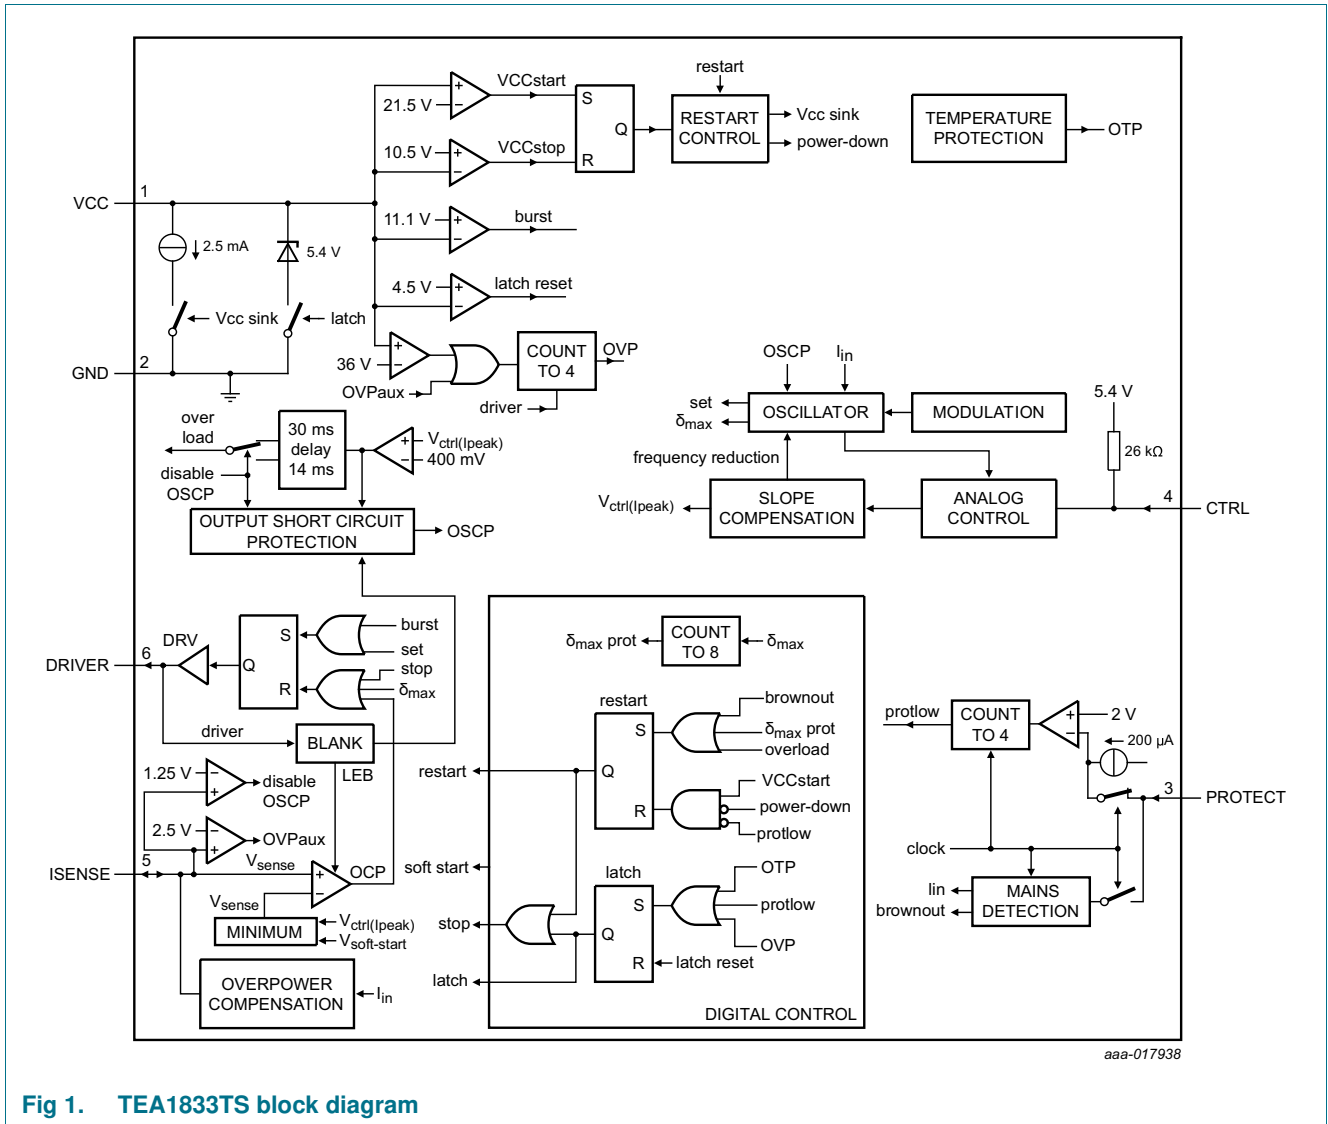 restart
VCCstart
21.5 V
S
Q
R
RESTART
CONTROL
Vcc sink
power-down
TEMPERATURE
PROTECTION
OTP
10.5 V
VCCstop
VCC
1
11.1 V
burst
2.5 mA
5.4 V
4.5 V
latch reset
Vcc sink
latch
36 V
OVPaux
COUNT
TO 4
OVP
driver
GND
2
OSCP
Iin
set
δmax
OSCILLATOR
MODULATION
5.4 V
26 kΩ
over
load
30 ms
delay
14 ms
Vctrl(Ipeak)
400 mV
disable
OSCP
frequency reduction
Vctrl(Ipeak)
SLOPE
COMPENSATION
ANALOG
CONTROL
4
CTRL
OUTPUT SHORT CIRCUIT
PROTECTION
OSCP
DRIVER
6
DRV
S
Q
R
burst
set
stop
δmax
driver
BLANK
LEB
1.25 V
disable
OSCP
2.5 V
OVPaux
ISENSE
5
Vsense
OCP
Vsense
MINIMUM
Vctrl(Ipeak)
Vsoft-start
OVERPOWER
COMPENSATION
Iin
δmax prot
COUNT
TO 8
δmax
restart
S
Q
R
brownout
δmax prot
overload
VCCstart
power-down
protlow
restart
soft start
stop
latch
latch
S
Q
R
OTP
protlow
OVP
latch reset
DIGITAL CONTROL
protlow
COUNT
TO 4
2 V
200 µA
3
PROTECT
clock
Iin
brownout
MAINS
DETECTION
aaa-017938
Fig 1. TEA1833TS block diagram